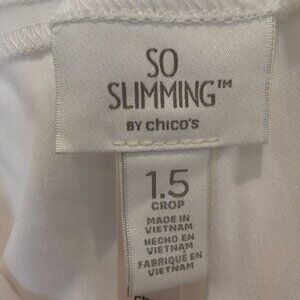 SO
SLIMMING™
BY chico's
1.5
CROP
MADE IN
VIETNAM
HECHO EN
VIETNAM
FABRIQUÉ EN
VIETNAM